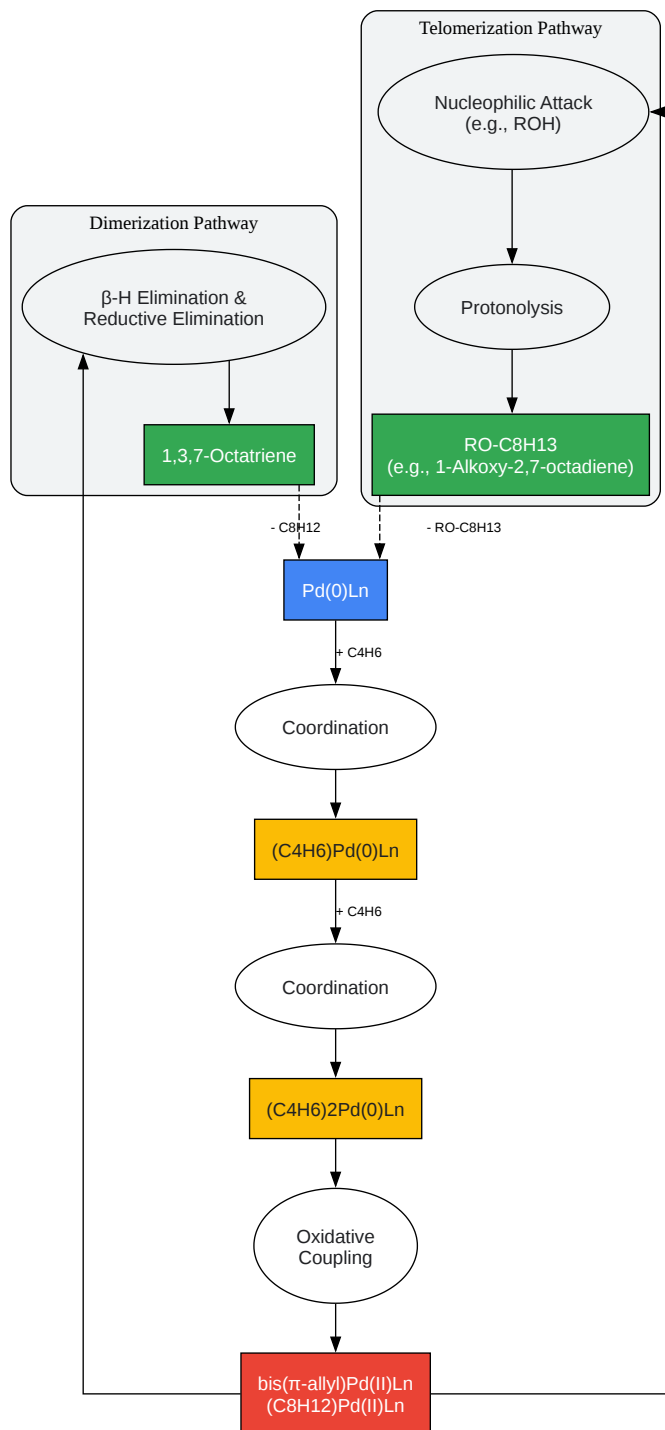 Telomerization Pathway
Nucleophilic Attack
(e.g., ROH)
Dimerization Pathway
β-H Elimination &
Reductive Elimination
Protonolysis
1,3,7-Octatriene
RO-C8H13
(e.g., 1-Alkoxy-2,7-octadiene)
- C8H12
- RO-C8H13
Pd(0)Ln
+ C4H6
Coordination
(C4H6)Pd(0)Ln
+ C4H6
Coordination
(C4H6)2Pd(0)Ln
Oxidative
Coupling
bis(π-allyl)Pd(II)Ln
(C8H12)Pd(II)Ln